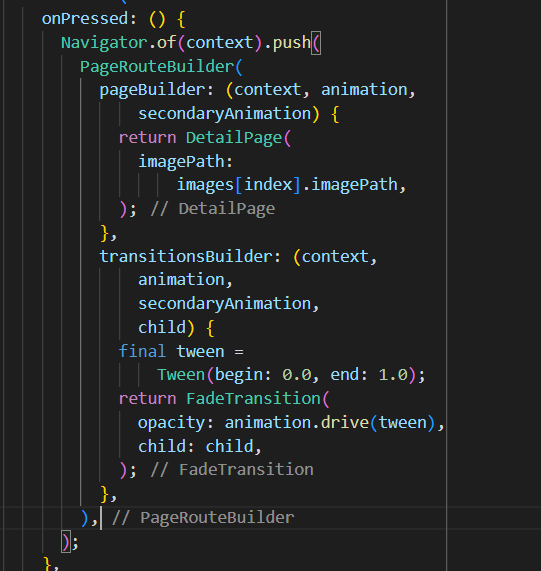 onPressed: () {
Navigator.of(context).push(
PageRouteBuilder(
pageBuilder: (context, animation,
secondaryAnimation) {
return DetailPage(
imagePath:
images[index].imagePath,
); // DetailPage
},
transitionsBuilder: (context,
animation,
secondaryAnimation,
child) {
final tween =
Tween(begin: 0.0, end: 1.0);
return FadeTransition(
opacity: animation.drive(tween),
child: child,
); // FadeTransition
},
), // PageRouteBuilder
);
},